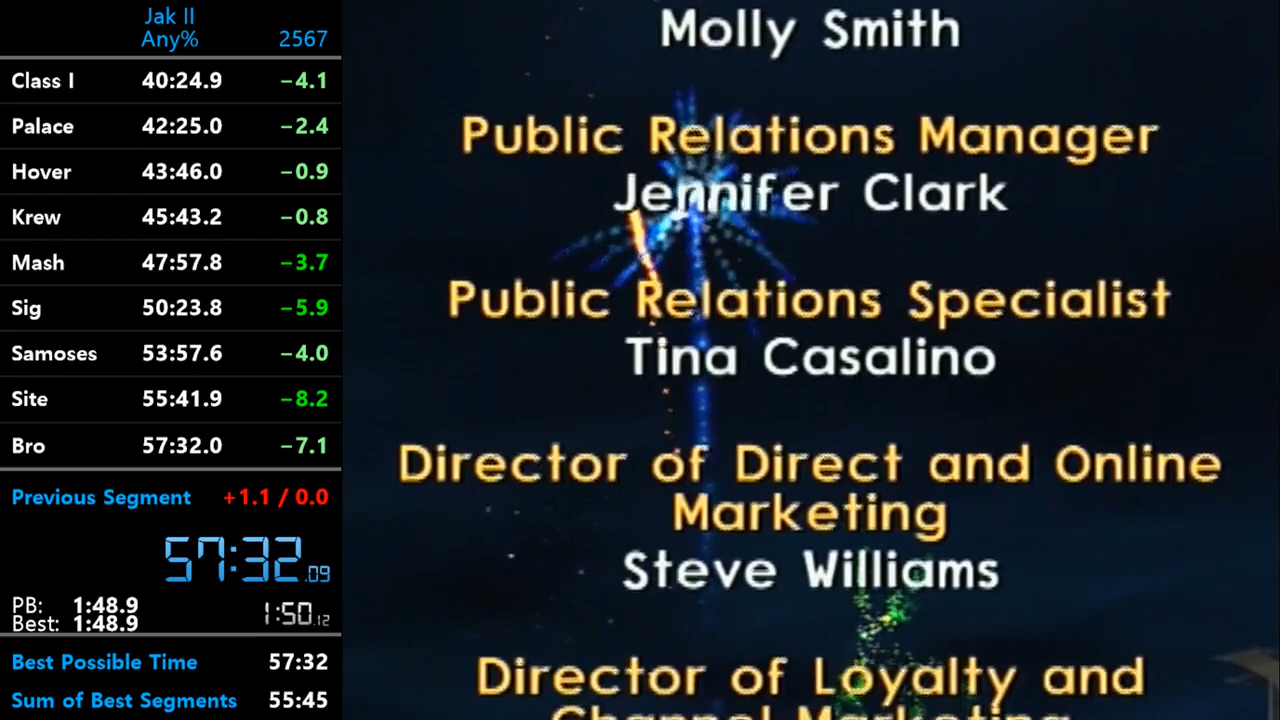 Jak II
Any% 2567
Class I 40:24.9 −4.1
Palace 42:25.0 −2.4
Hover 43:46.0 −0.9
Krew 45:43.2 −0.8
Mash 47:57.8 −3.7
Sig 50:23.8 −5.9
Samoses 53:57.6 −4.0
Site 55:41.9 −8.2
Bro 57:32.0 −7.1
Previous Segment +1.1 / 0.0
57:32.09
PB: 1:48.9
Best: 1:48.9
1:50.12
Best Possible Time 57:32
Sum of Best Segments 55:45
Molly Smith
Public Relations Manager
Jennifer Clark
Public Relations Specialist
Tina Casalino
Director of Direct and Online
Marketing
Steve Williams
Director of Loyalty and
Channel Marketing